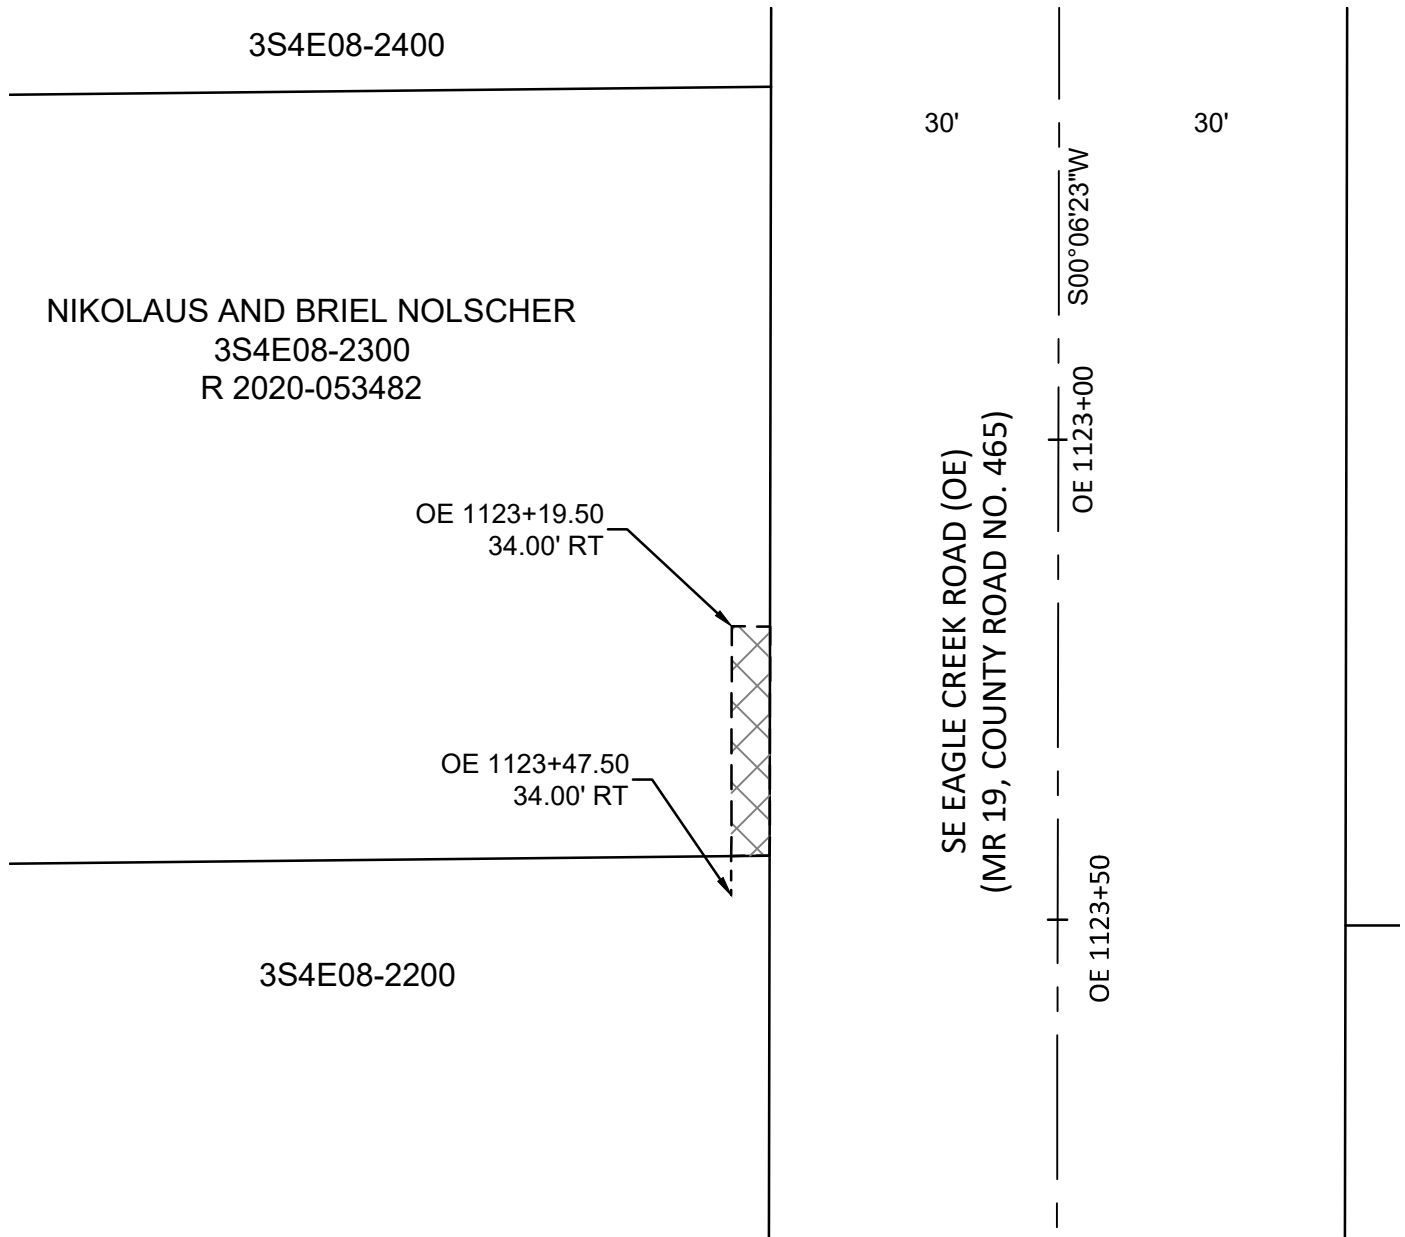 3S4E08-2400
30'
30'
S00°06'23"W
NIKOLAUS AND BRIEL NOLSCHER
3S4E08-2300
R 2020-053482
OE 1123+00
SE EAGLE CREEK ROAD (OE)
(MR 19, COUNTY ROAD NO. 465)
OE 1123+19.50
34.00' RT
OE 1123+47.50
34.00' RT
OE 1123+50
3S4E08-2200